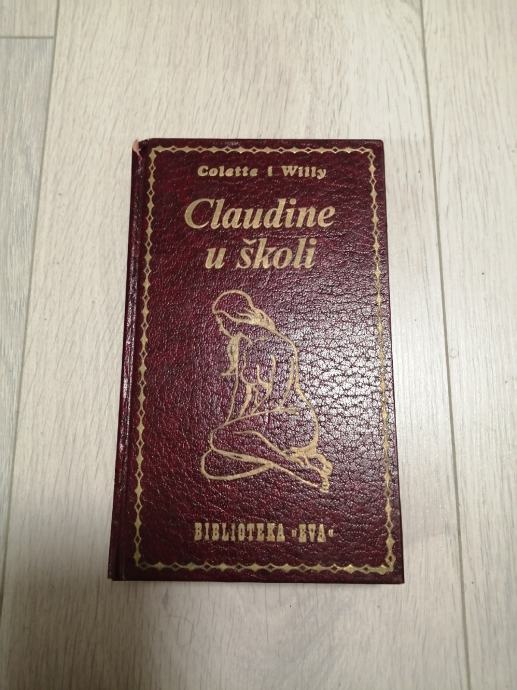 Colette i Willy
Claudine
u školi
BIBLIOTEKA »EVA«